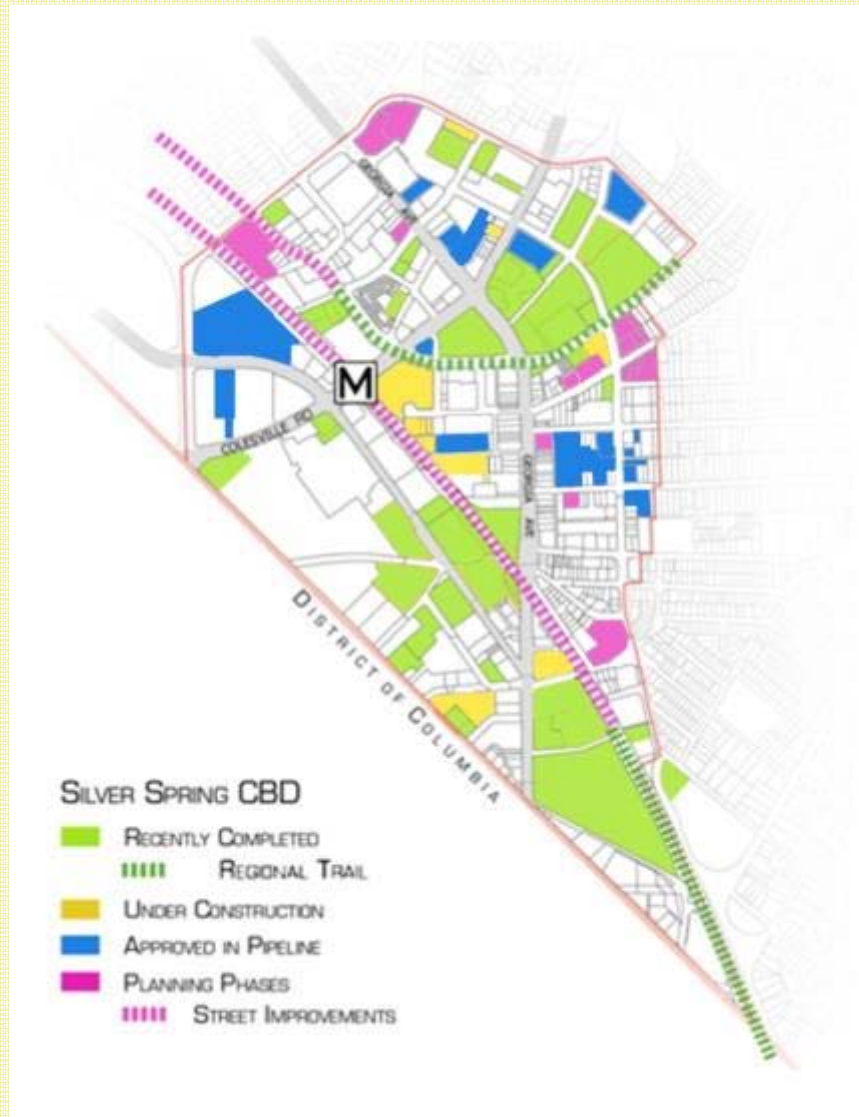 GEORGIA AVE
M
COLESVILLE RD
GEORGIA AVE
DISTRICT OF COLUMBIA
SILVER SPRING CBD
RECENTLY COMPLETED
REGIONAL TRAIL
UNDER CONSTRUCTION
APPROVED IN PIPELINE
PLANNING PHASES
STREET IMPROVEMENTS